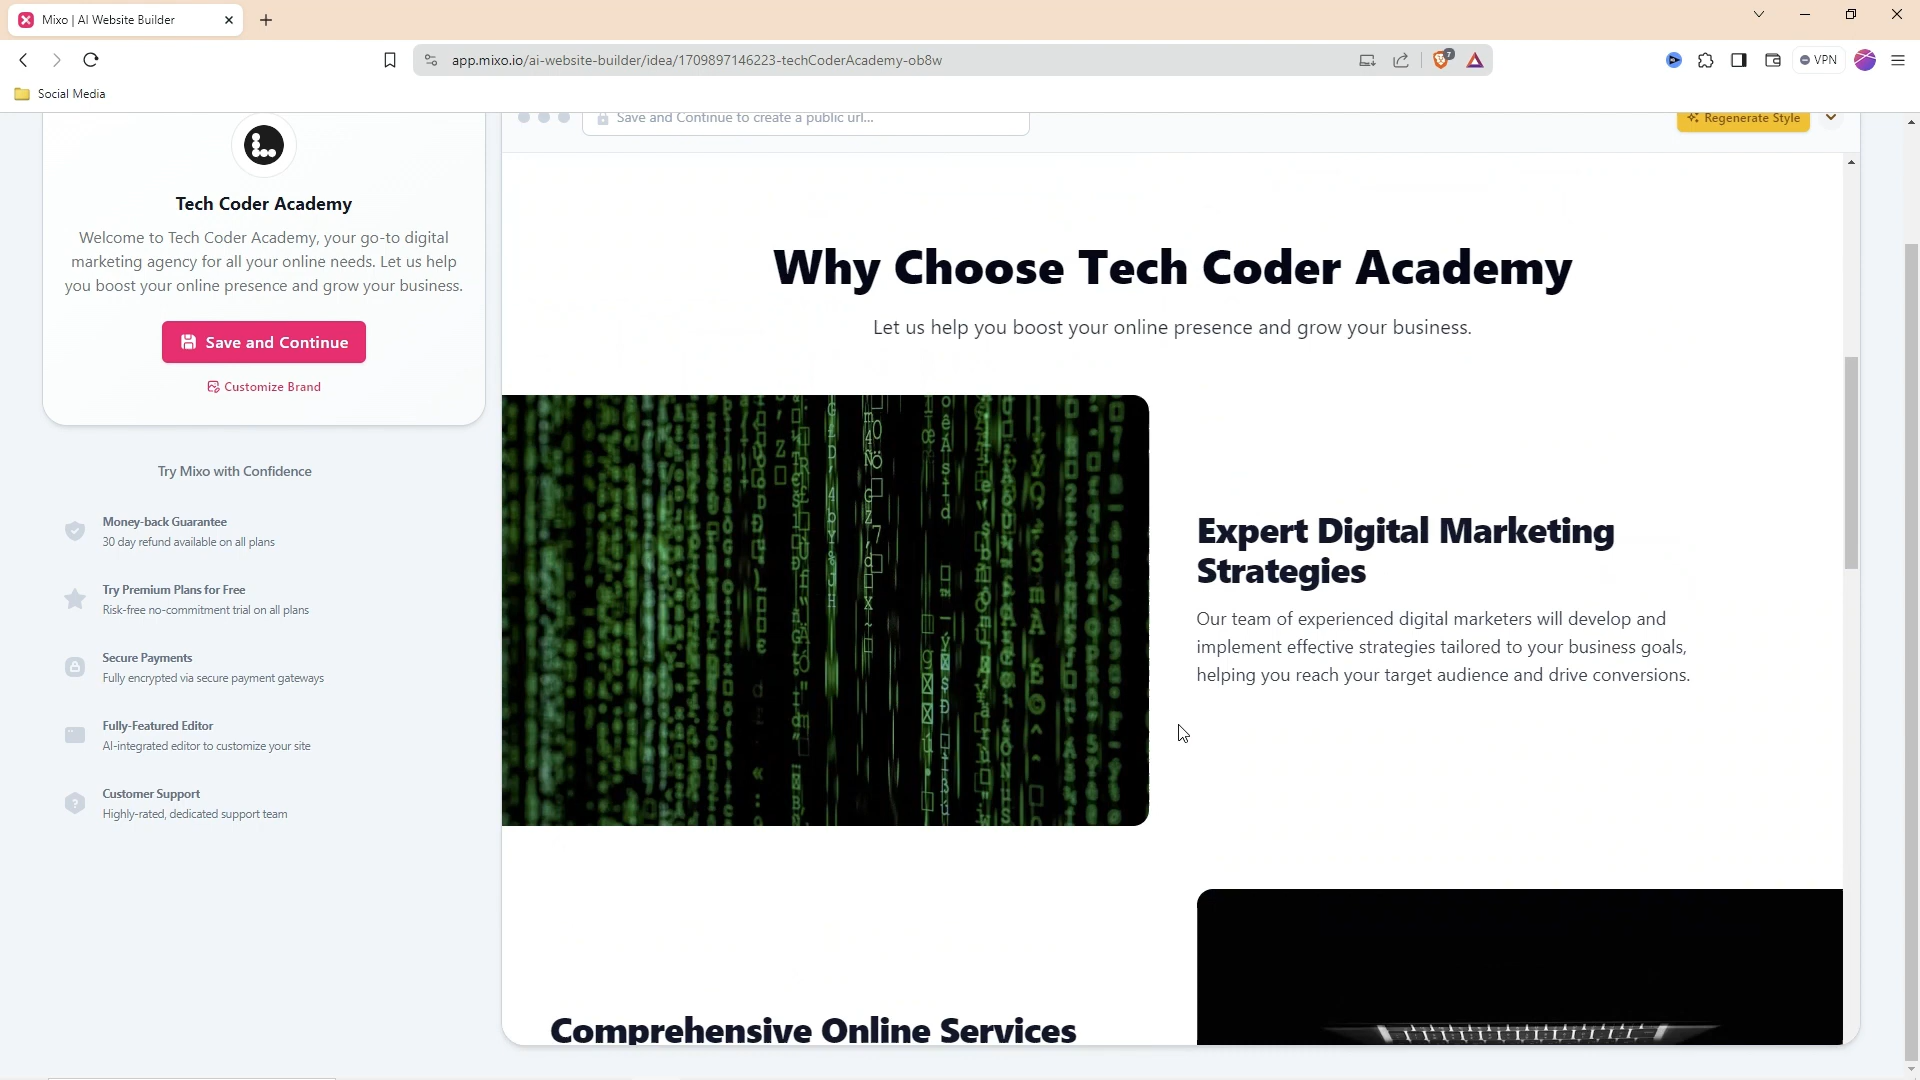 Mixo | AI Website Builder
app.mixo.io/ai-website-builder/idea/1709897146223-techCoderAcademy-ob8w
7
VPN
Social Media
Save and Continue to create a public url...
Regenerate Style
Tech Coder Academy
Welcome to Tech Coder Academy, your go-to digital
marketing agency for all your online needs. Let us help
you boost your online presence and grow your business.
Save and Continue
Customize Brand
Try Mixo with Confidence
Money-back Guarantee
30 day refund available on all plans
Try Premium Plans for Free
Risk-free no-commitment trial on all plans
Secure Payments
Fully encrypted via secure payment gateways
Fully-Featured Editor
AI-integrated editor to customize your site
Customer Support
Highly-rated, dedicated support team
Why Choose Tech Coder Academy
Let us help you boost your online presence and grow your business.
Expert Digital Marketing
Strategies
Our team of experienced digital marketers will develop and
implement effective strategies tailored to your business goals,
helping you reach your target audience and drive conversions.
Comprehensive Online Services